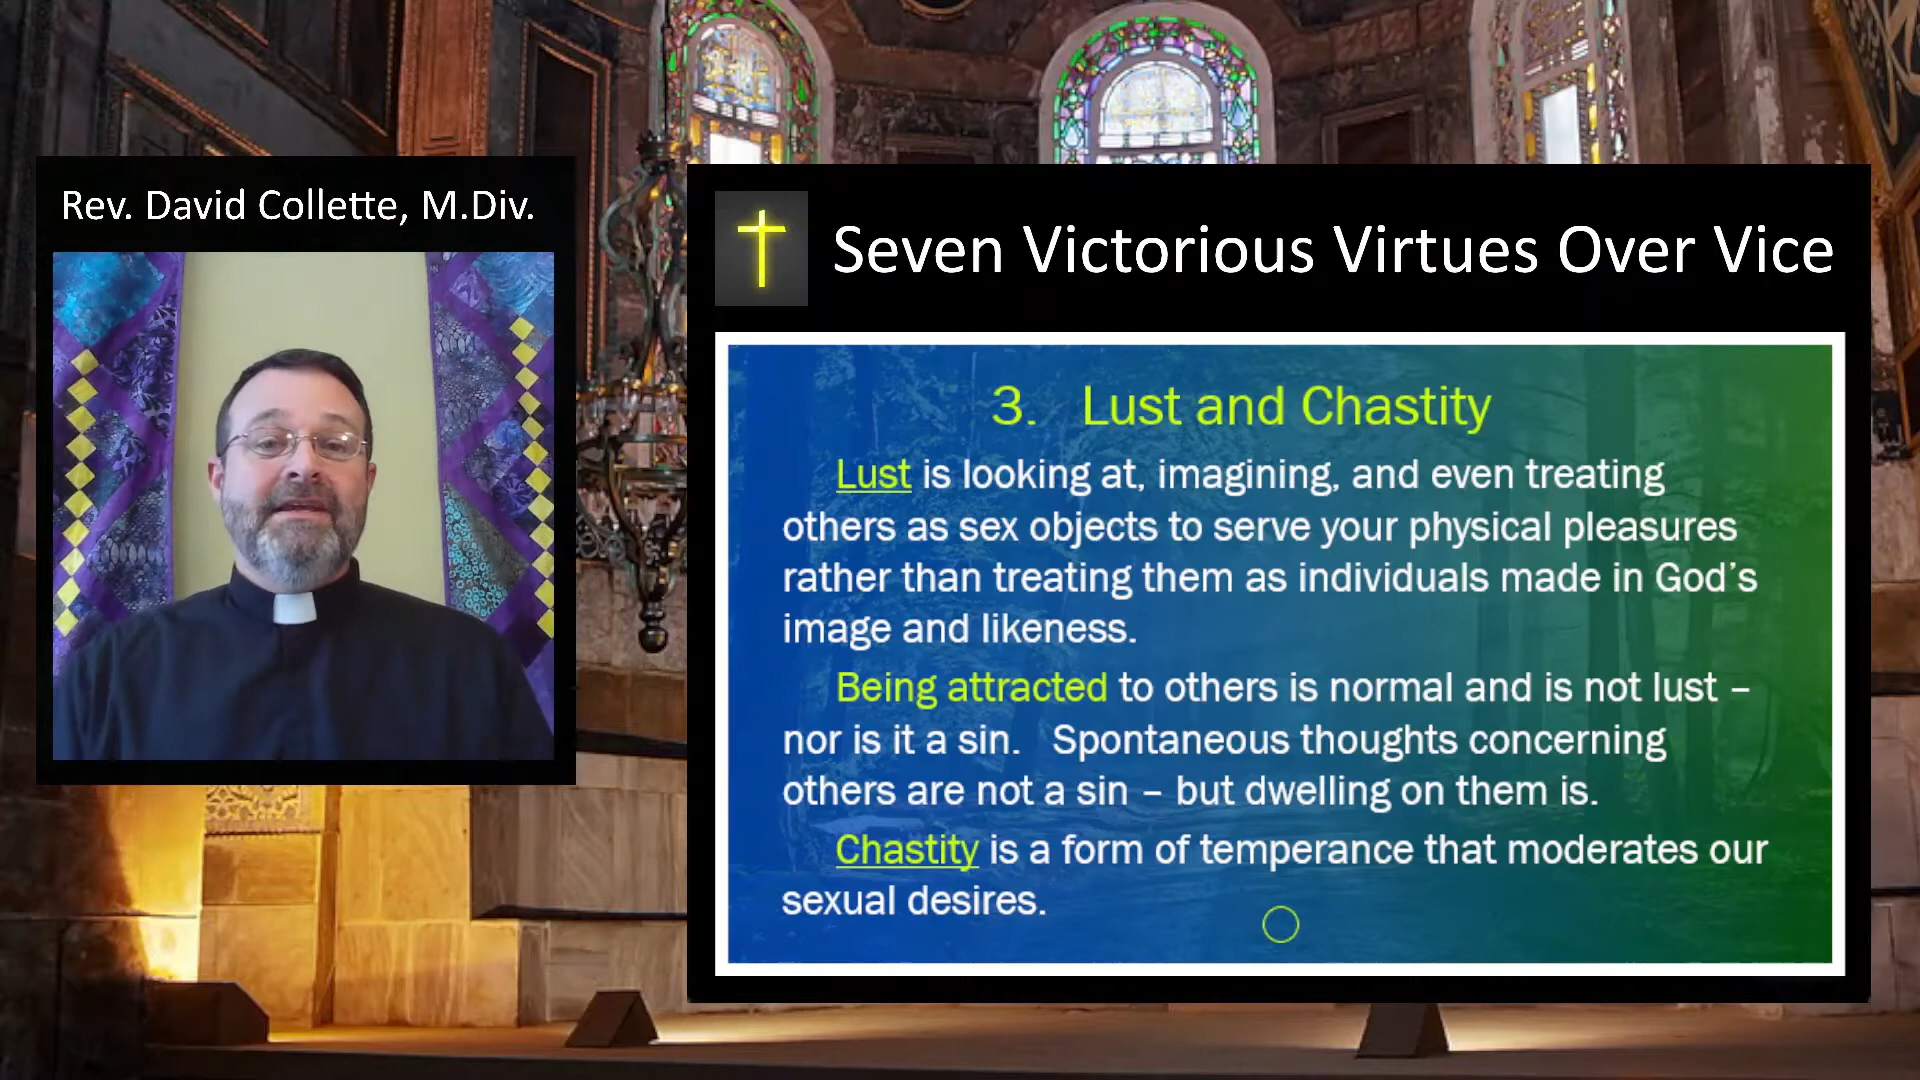 Rev. David Collette, M.Div.
Seven Victorious Virtues Over Vice
3. Lust and Chastity
Lust is looking at, imagining, and even treating
others as sex objects to serve your physical pleasures
rather than treating them as individuals made in God's
image and likeness.
Being attracted to others is normal and is not lust –
nor is it a sin. Spontaneous thoughts concerning
others are not a sin – but dwelling on them is.
Chastity is a form of temperance that moderates our
sexual desires.